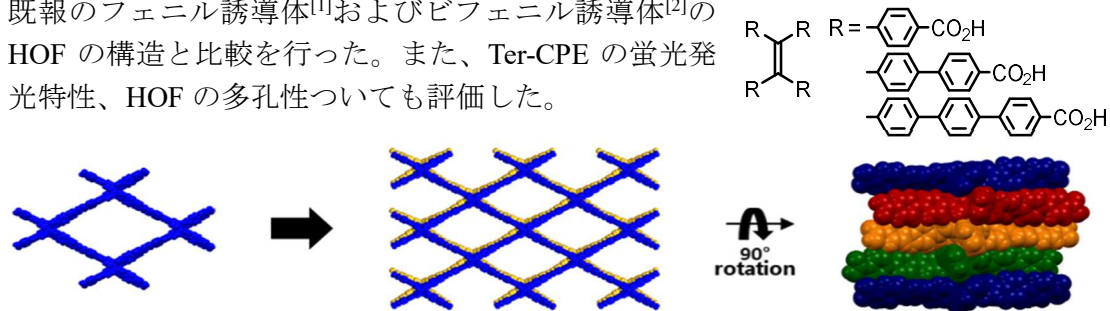 既報のフェニル誘導体[1]およびビフェニル誘導体[2]の
HOF の構造と比較を行った。また、Ter-CPE の蛍光発
光特性、HOF の多孔性ついても評価した。
R R R = CO₂H
R R
CO₂H
CO₂H
90°
rotation